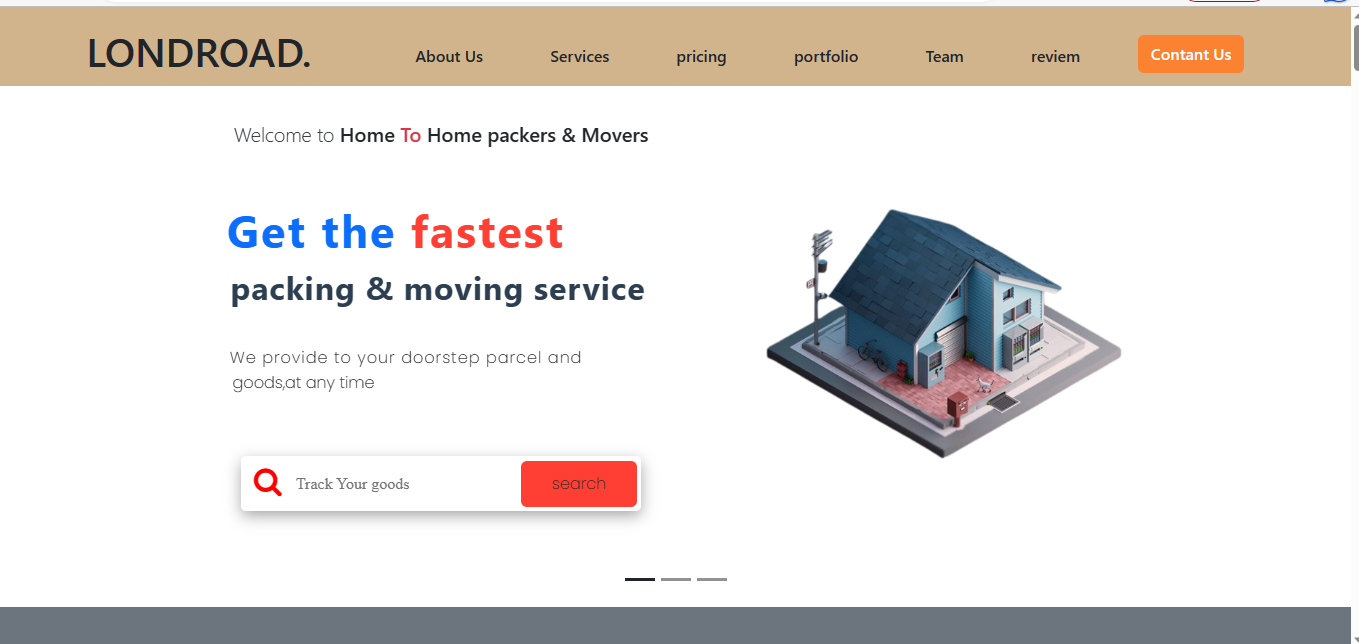 LONDROAD.
About Us Services pricing portfolio Team reviem Contant Us
Welcome to Home To Home packers & Movers
Get the fastest
packing & moving service
We provide to your doorstep parcel and
goods,at any time
Track Your goods search